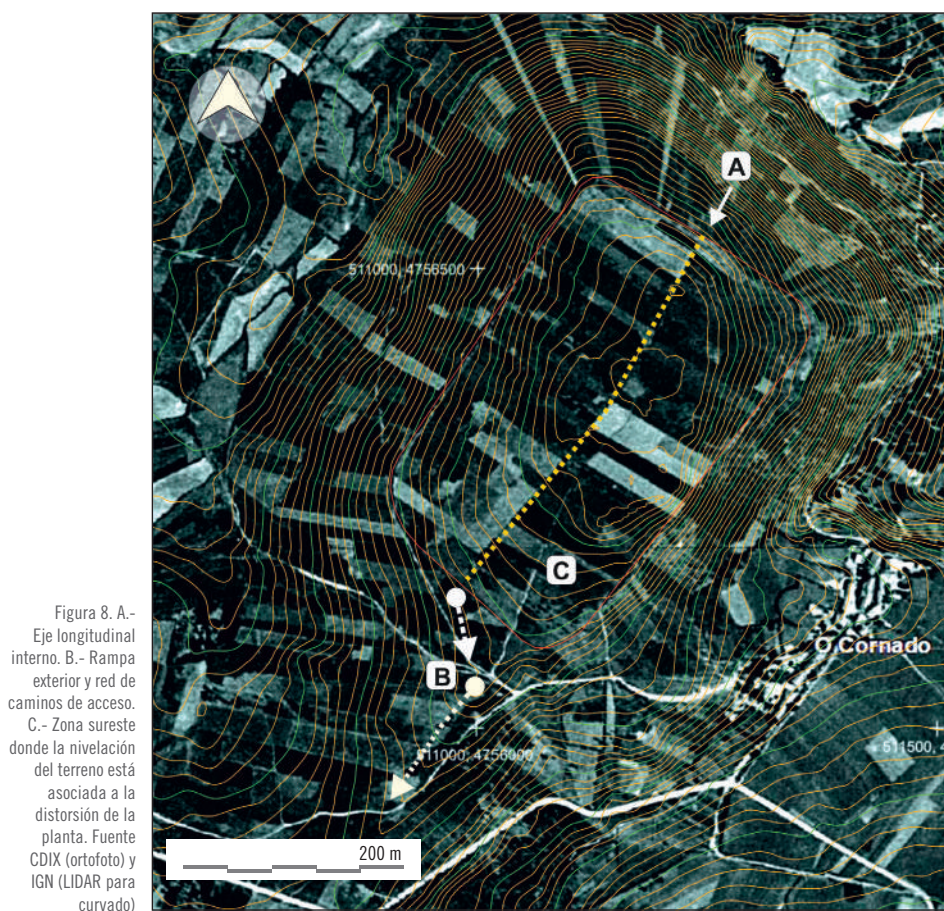 A
511000, 4756500
C
O Cornado
B
511000, 4756000
511500,
200 m
Figura 8. A.-
Eje longitudinal
interno. B.- Rampa
exterior y red de
caminos de acceso.
C.- Zona sureste
donde la nivelación
del terreno está
asociada a la
distorsión de la
planta. Fuente
CDIX (ortofoto) y
IGN (LIDAR para
curvado)